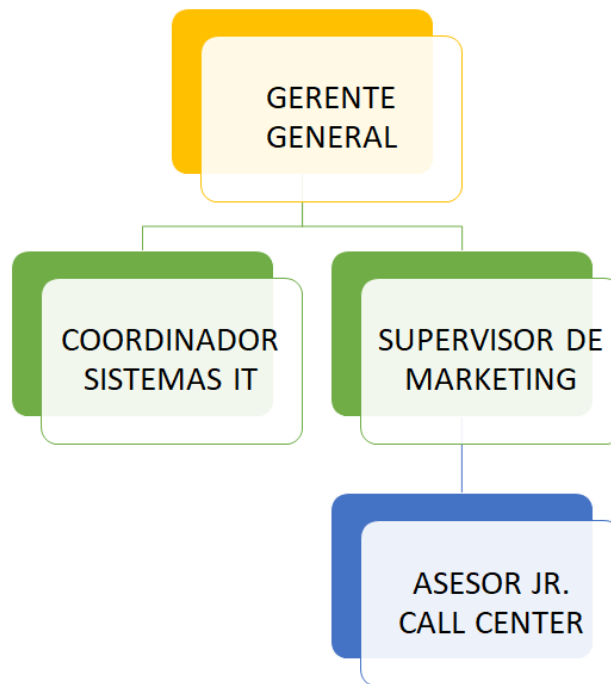 GERENTE
GENERAL
COORDINADOR
SISTEMAS IT
SUPERVISOR DE
MARKETING
ASESOR JR.
CALL CENTER